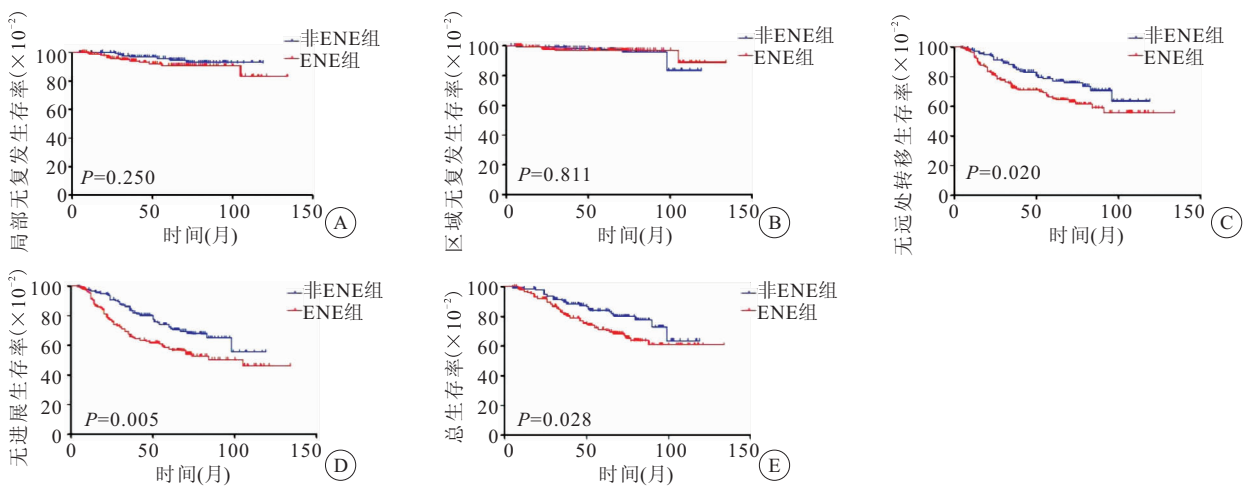 局部无复发生存率(×10⁻²)
100
80
60
40
20
0
P=0.250
0
50
100
150
时间(月)
非ENE组
ENE组
A
区域无复发生存率(×10⁻²)
100
80
60
40
20
0
P=0.811
0
50
100
150
时间(月)
非ENE组
ENE组
B
无远处转移生存率(×10⁻²)
100
80
60
40
20
0
P=0.020
0
50
100
150
时间(月)
非ENE组
ENE组
C
无进展生存率(×10⁻²)
100
80
60
40
20
0
P=0.005
0
50
100
150
时间(月)
非ENE组
ENE组
D
总生存率(×10⁻²)
100
80
60
40
20
0
P=0.028
0
50
100
150
时间(月)
非ENE组
ENE组
E